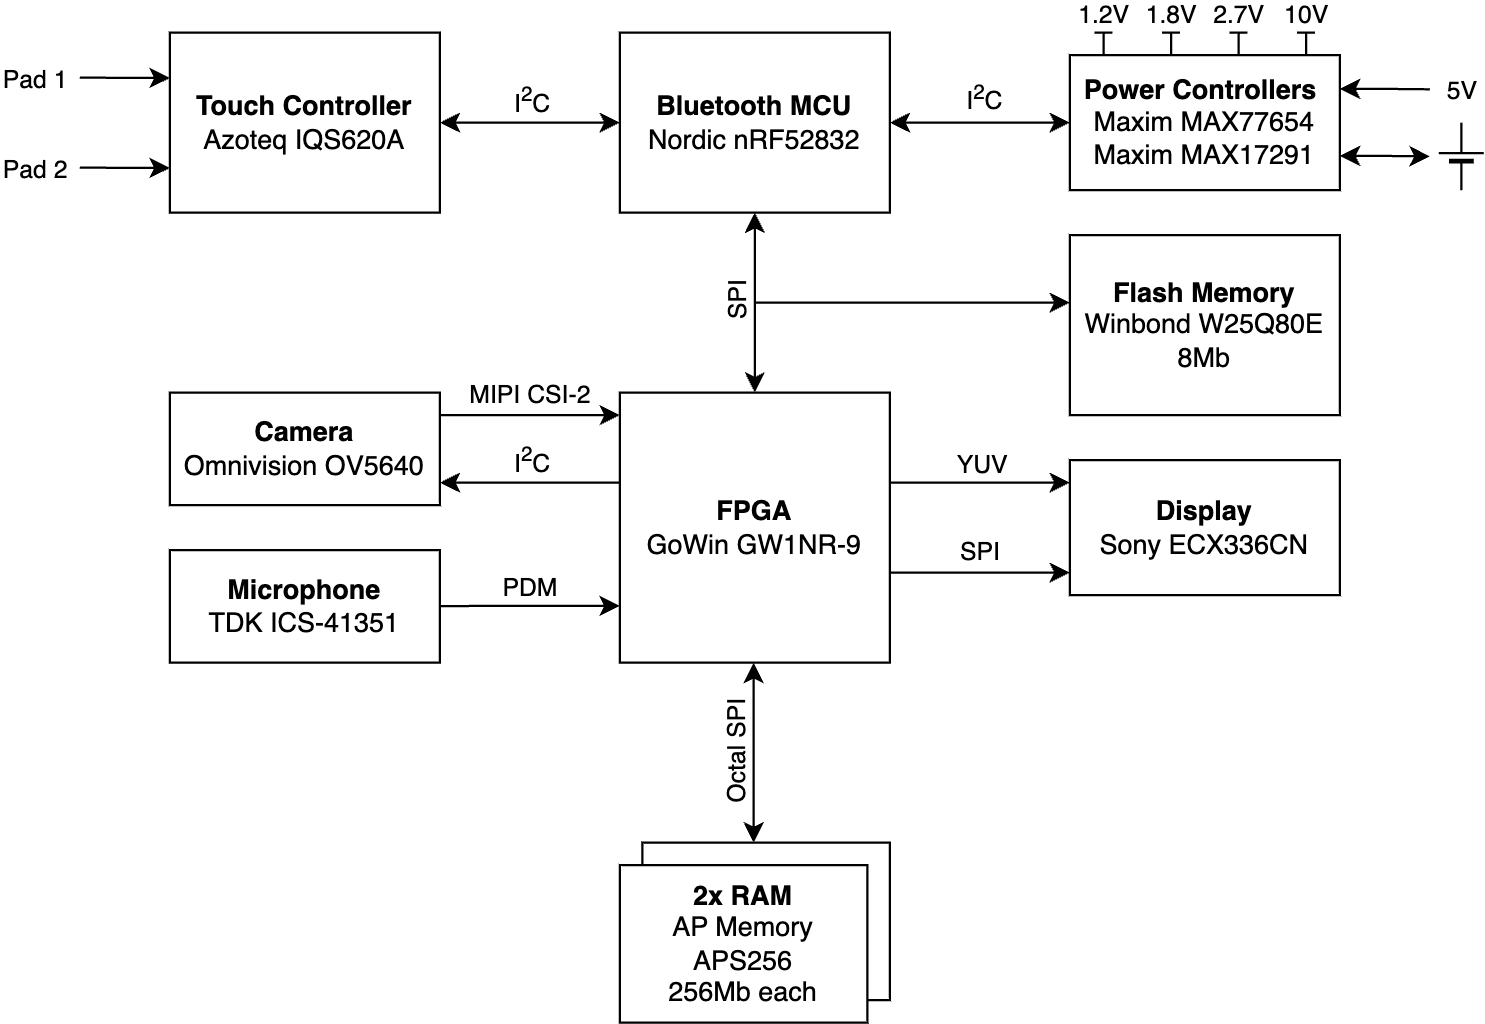 1.2V 1.8V 2.7V 10V
Pad 1
Pad 2
Touch Controller
Azoteq IQS620A
I²C
Bluetooth MCU
Nordic nRF52832
I²C
Power Controllers
Maxim MAX77654
Maxim MAX17291
5V
SPI
Flash Memory
Winbond W25Q80E
8Mb
Camera
Omnivision OV5640
MIPI CSI-2
I²C
Microphone
TDK ICS-41351
PDM
FPGA
GoWin GW1NR-9
YUV
SPI
Display
Sony ECX336CN
Octal SPI
2x RAM
AP Memory
APS256
256Mb each